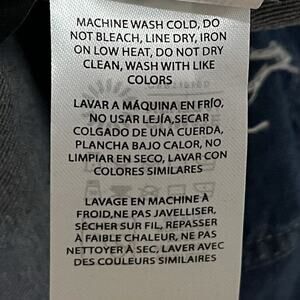 MACHINE WASH COLD, DO
NOT BLEACH, LINE DRY, IRON
ON LOW HEAT, DO NOT DRY
CLEAN, WASH WITH LIKE
COLORS
LAVAR A MÁQUINA EN FRÍO,
NO USAR LEJÍA,SECAR
COLGADO DE UNA CUERDA,
PLANCHA BAJO CALOR, NO
LIMPIAR EN SECO, LAVAR CON
COLORES SIMILARES
LAVAGE EN MACHINE À
FROID,NE PAS JAVELLISER,
SÉCHER SUR FIL, REPASSER
À FAIBLE CHALEUR, NE PAS
NETTOYER À SEC, LAVER AVEC
DES COULEURS SIMILAIRES